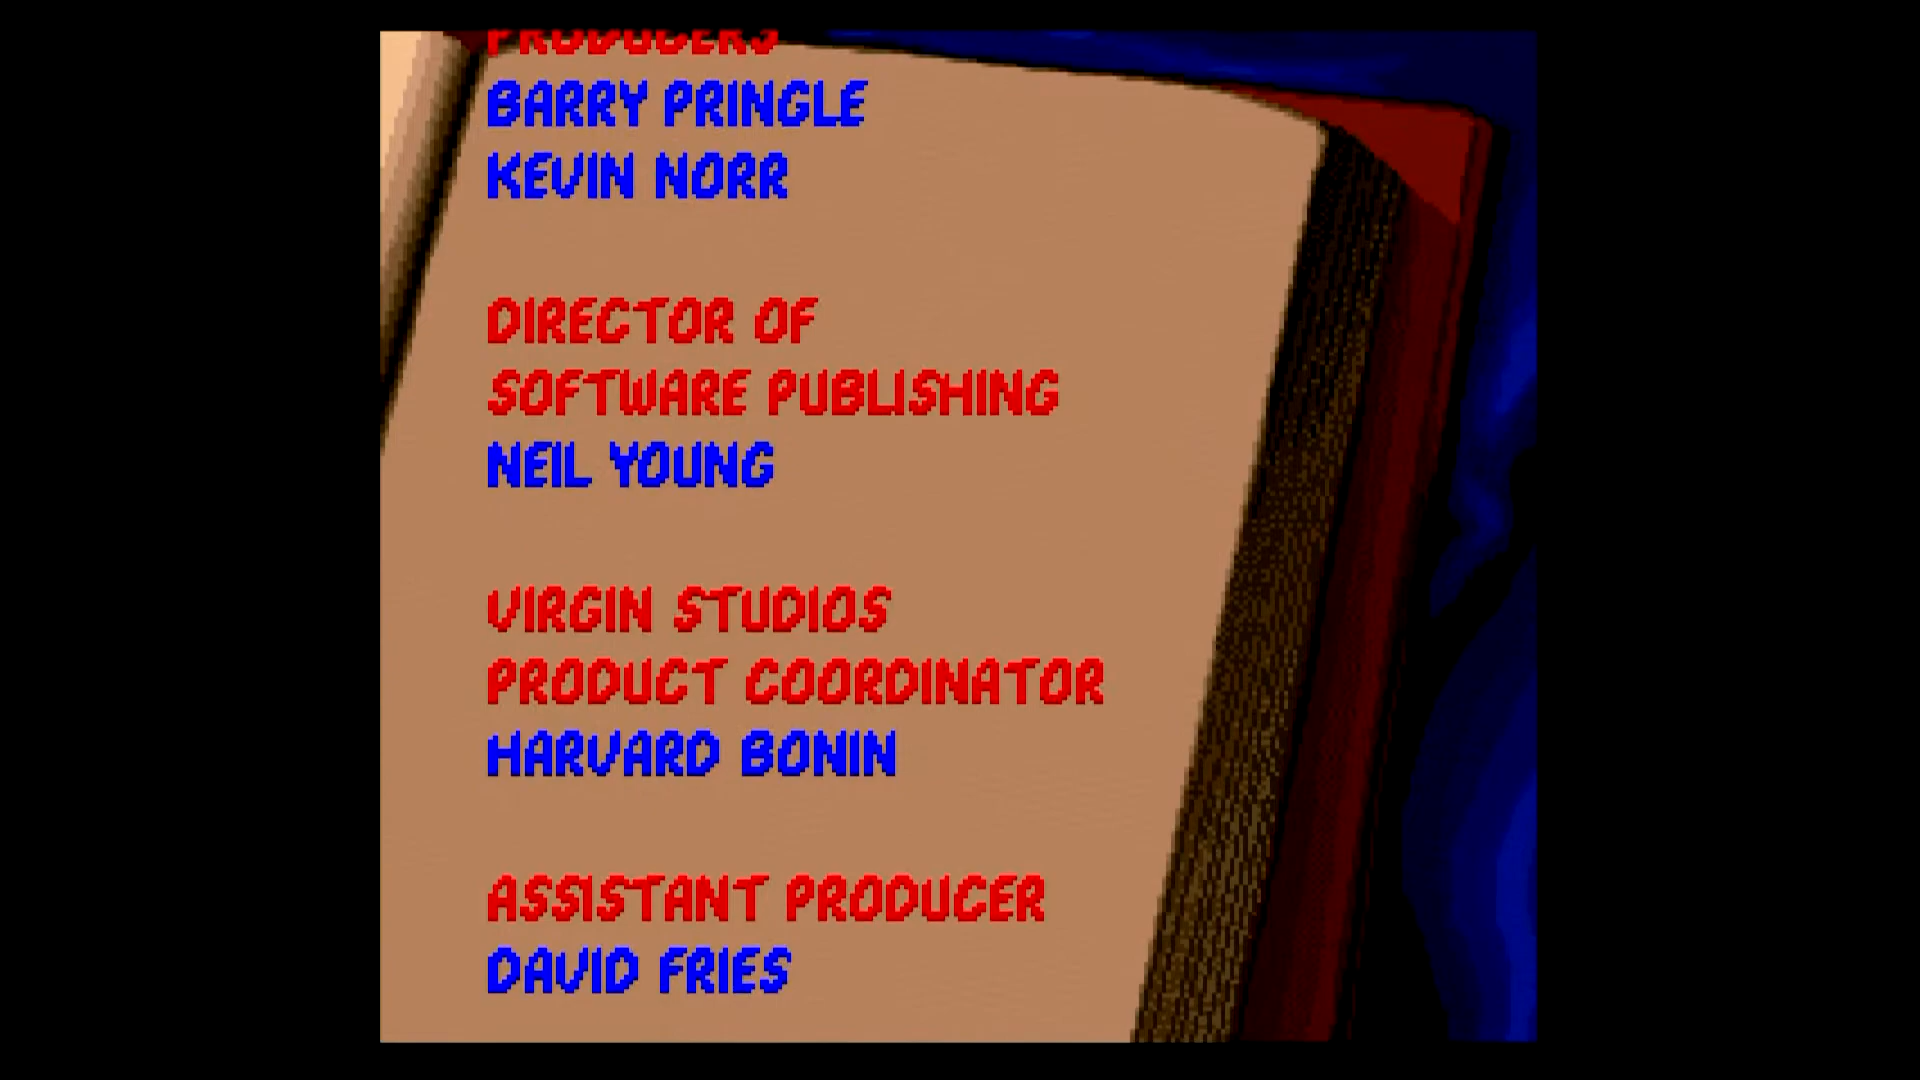 PRODUCERS
BARRY PRINGLE
KEVIN NORR
DIRECTOR OF
SOFTWARE PUBLISHING
NEIL YOUNG
VIRGIN STUDIOS
PRODUCT COORDINATOR
HARVARD BONIN
ASSISTANT PRODUCER
DAVID FRIES